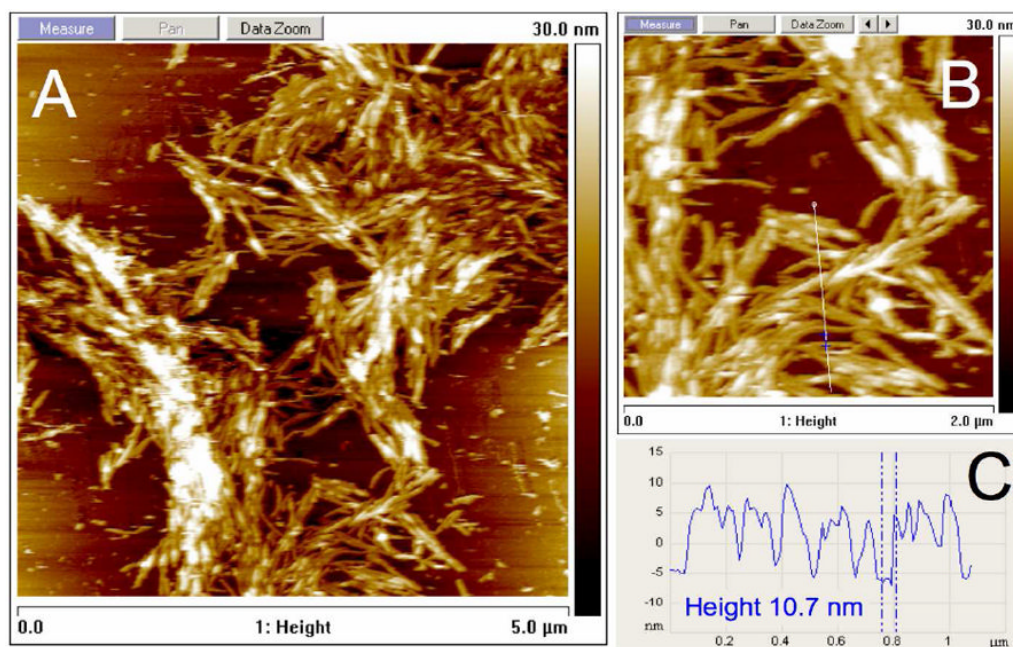 Measure Pan Data Zoom 30.0 nm
A
0.0 1: Height 5.0 µm
Measure Pan Data Zoom 30.0 nm
B
0.0 1: Height 2.0 µm
C
15
10
5
0
-5
-10
nm
Height 10.7 nm
0.2 0.4 0.6 0.8 1 µm